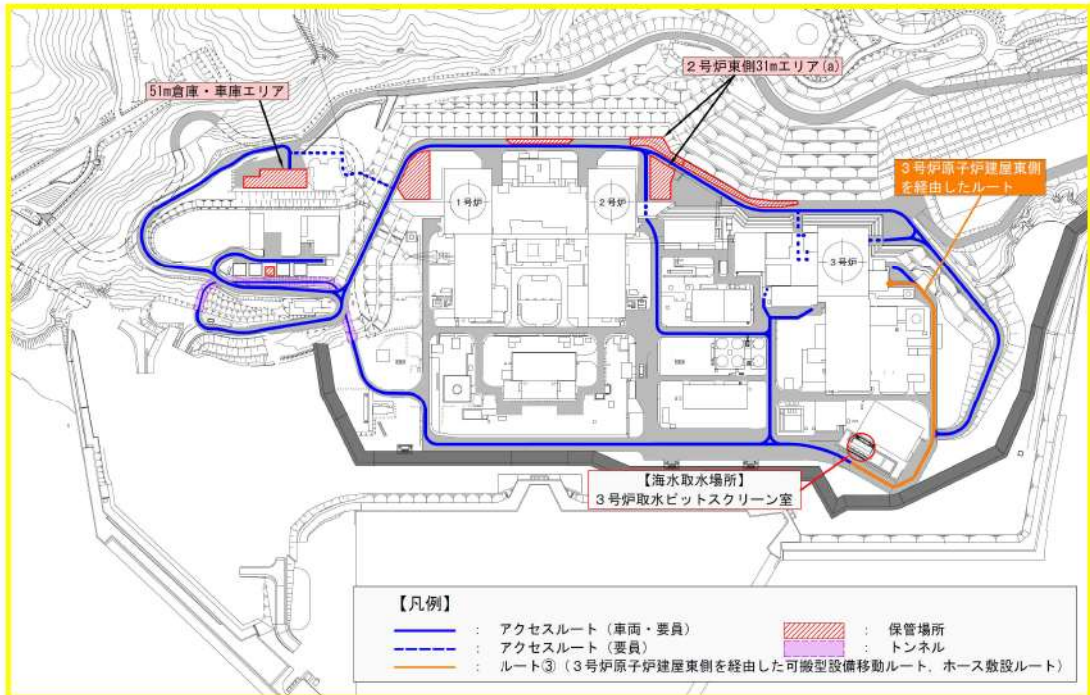 ２号炉東側31mエリア(a)
51m倉庫・車庫エリア
３号炉原子炉建屋東側
を経由したルート
１号炉
２号炉
３号炉
【海水取水場所】
３号炉取水ピットスクリーン室
【凡例】
： アクセスルート（車両・要員）
： 保管場所
： アクセスルート（要員）
： トンネル
： ルート③（３号炉原子炉建屋東側を経由した可搬型設備移動ルート，ホース敷設ルート）